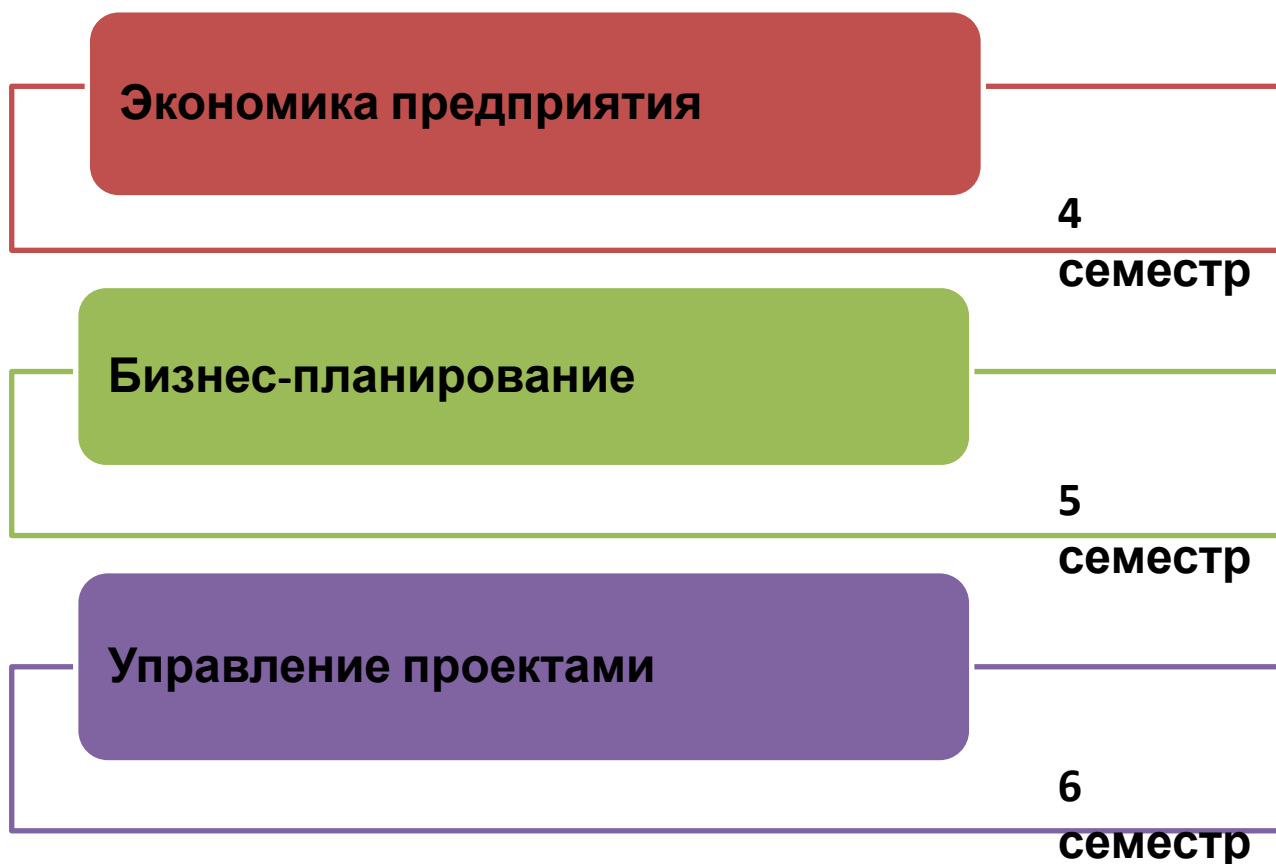 Экономика предприятия
4
семестр
Бизнес-планирование
5
семестр
Управление проектами
6
семестр